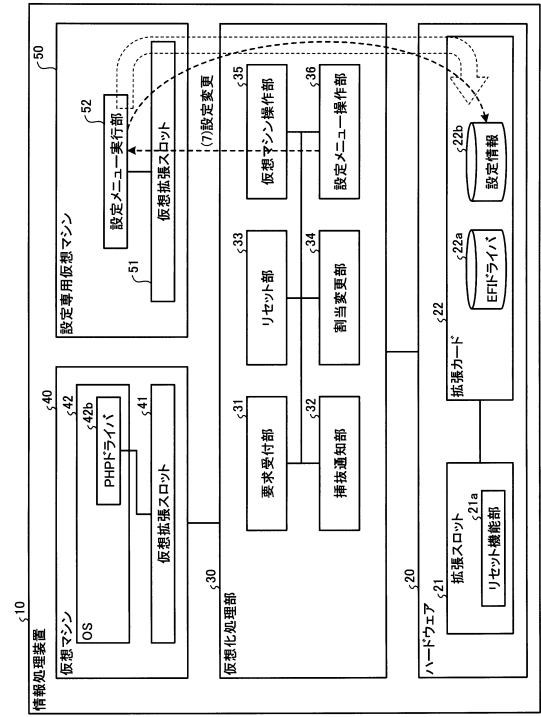 10
情報処理装置
仮想マシン
40
OS
42
PHPドライバ
42b
仮想拡張スロット
41
設定専用仮想マシン
50
設定メニュー実行部
52
仮想拡張スロット
51
(7)設定変更
仮想化処理部
30
要求受付部
31
挿抜通知部
32
リセット部
33
割当変更部
34
仮想マシン操作部
35
設定メニュー操作部
36
ハードウェア
20
拡張スロット
21
リセット機能部
21a
拡張カード
22
EFIドライバ
22a
設定情報
22b